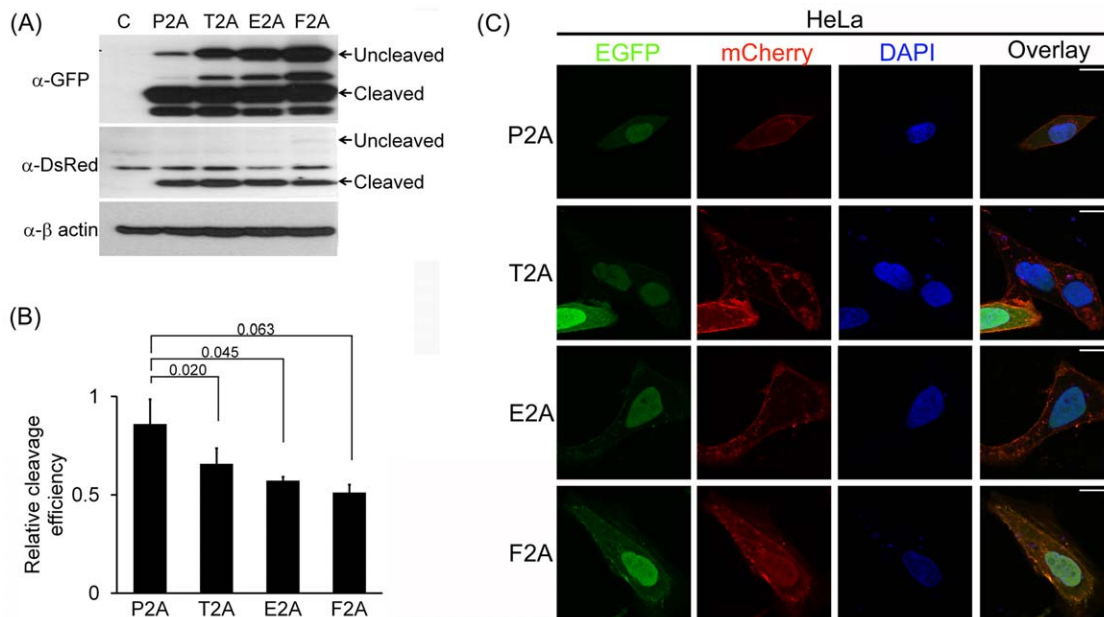 (A)
C P2A T2A E2A F2A
α-GFP
Uncleaved
Cleaved
α-DsRed
Uncleaved
Cleaved
α-β actin
(B)
0.063
0.045
0.020
Relative cleavage
efficiency
1
0.5
0
P2A T2A E2A F2A
(C)
HeLa
EGFP mCherry DAPI Overlay
P2A
T2A
E2A
F2A